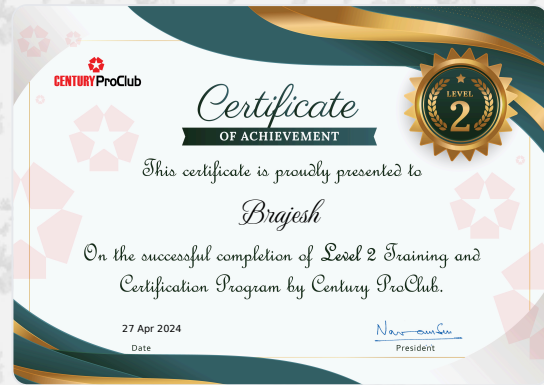 CENTURY ProClub
Certificate
OF ACHIEVEMENT
LEVEL
2
This certificate is proudly presented to
Brajesh
On the successful completion of Level 2 Training and
Certification Program by Century ProClub.
27 Apr 2024
Date
President